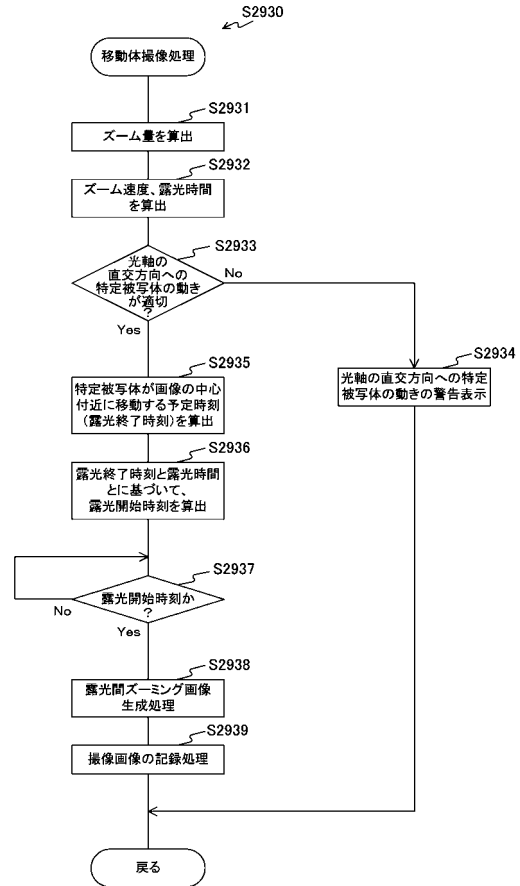 S2930
移動体撮像処理
S2931
ズーム量を算出
S2932
ズーム速度、露光時間
を算出
S2933
光軸の
直交方向への
特定被写体の動き
が適切
?
No
Yes
S2934
光軸の直交方向への特定
被写体の動きの警告表示
S2935
特定被写体が画像の中心
付近に移動する予定時刻
(露光終了時刻)を算出
S2936
露光終了時刻と露光時間
とに基づいて、
露光開始時刻を算出
S2937
露光開始時刻か
?
No
Yes
S2938
露光間ズーミング画像
生成処理
S2939
撮像画像の記録処理
戻る